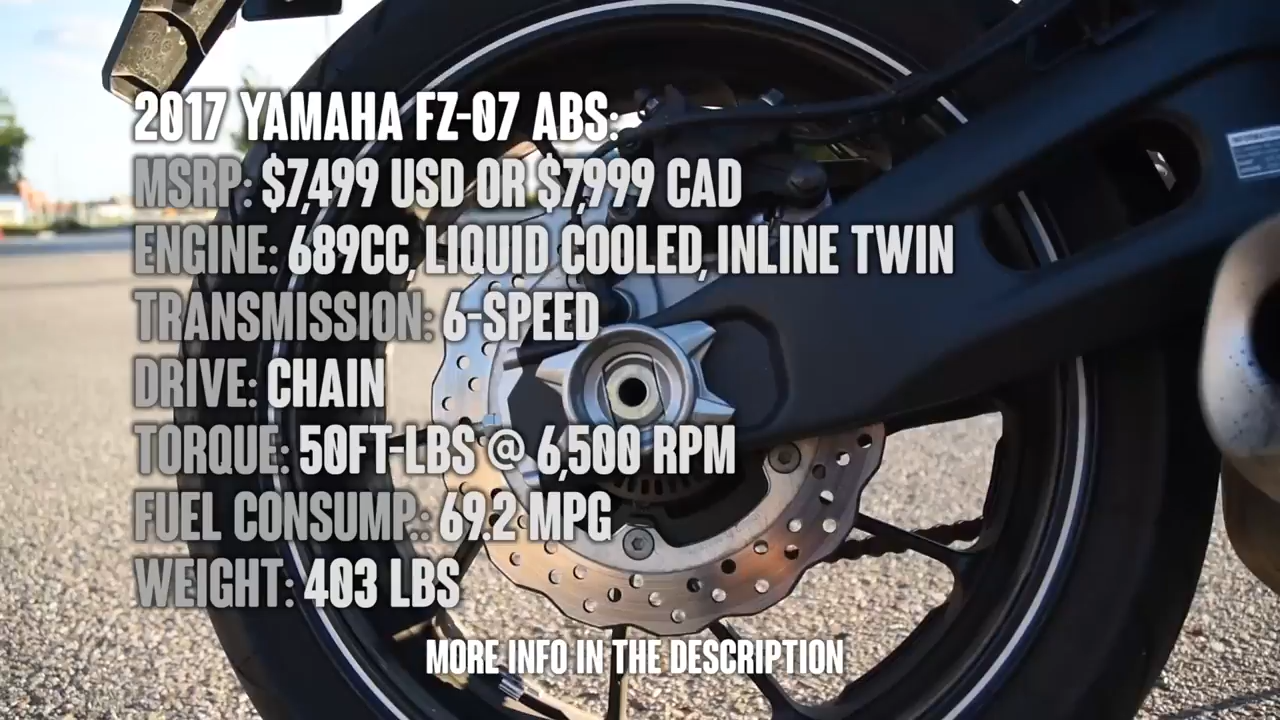 2017 YAMAHA FZ-07 ABS:
MSRP: $7,499 USD OR $7,999 CAD
ENGINE: 689CC, LIQUID COOLED, INLINE TWIN
TRANSMISSION: 6-SPEED
DRIVE: CHAIN
TORQUE: 50FT-LBS @ 6,500 RPM
FUEL CONSUMP.: 69.2 MPG
WEIGHT: 403 LBS
MORE INFO IN THE DESCRIPTION